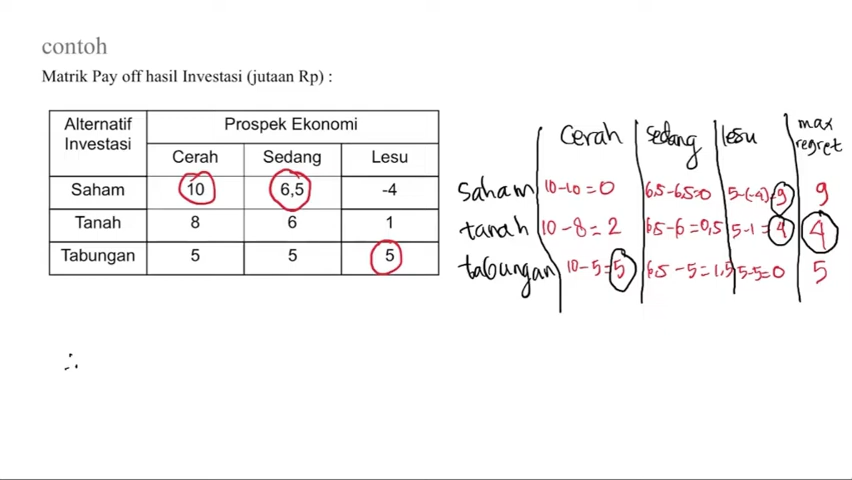 contoh
Matrik Pay off hasil Investasi (jutaan Rp) :
Alternatif Investasi Prospek Ekonomi
Cerah Sedang Lesu
Saham 10 6,5 -4
Tanah 8 6 1
Tabungan 5 5 5
Cerah sedang lesu max regret
Saham 10-10=0 6,5-6,5=0 5-(-4)=9 9
tanah 10-8=2 6,5-6=0,5 5-1=4 4
tabungan 10-5=5 6,5-5=1,5 5-5=0 5
∴